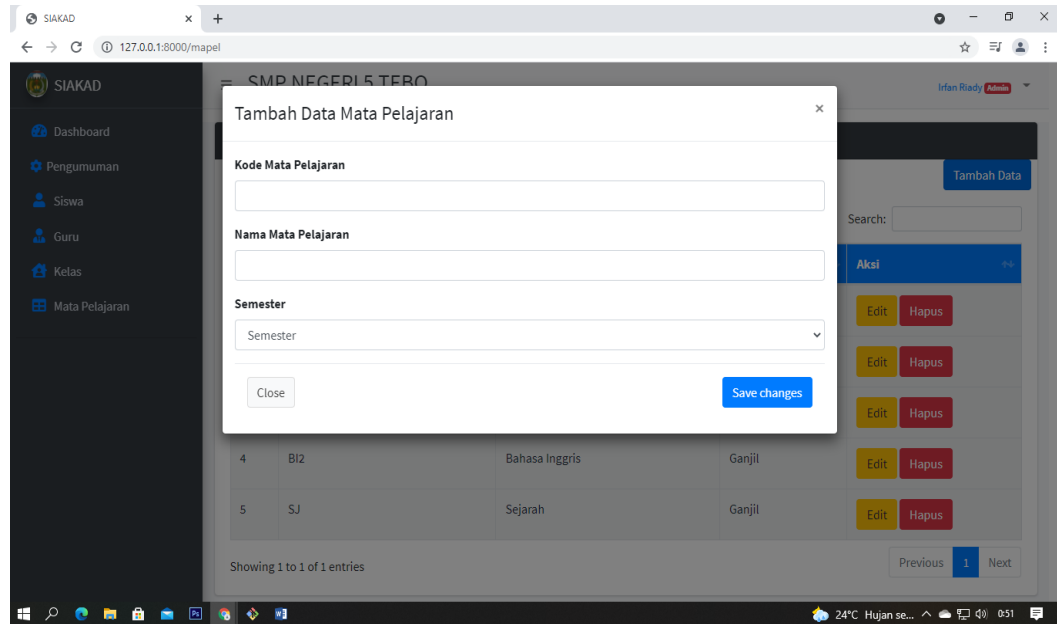 SIAKAD
127.0.0.1:8000/mapel
SIAKAD
SMP NEGERI 5 TEBO
Irfan Riady Admin
Dashboard
Pengumuman
Siswa
Guru
Kelas
Mata Pelajaran
Tambah Data Mata Pelajaran
Kode Mata Pelajaran
Nama Mata Pelajaran
Semester
Semester
Close Save changes
Tambah Data
Search:
Aksi
Edit Hapus
Edit Hapus
Edit Hapus
4 BI2 Bahasa Inggris Ganjil Edit Hapus
5 SJ Sejarah Ganjil Edit Hapus
Showing 1 to 1 of 1 entries
Previous 1 Next
Ps
24°C Hujan se... 0:51